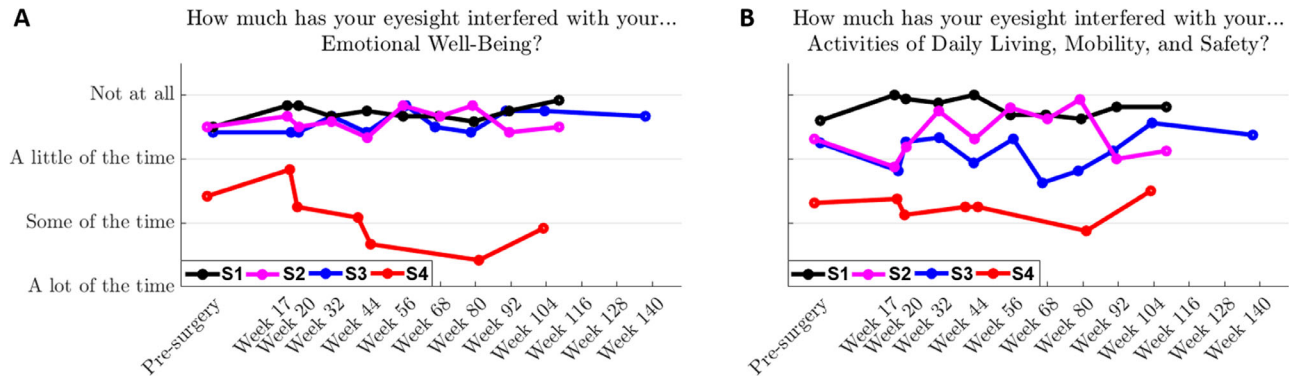 A
How much has your eyesight interfered with your...
Emotional Well-Being?
Not at all
A little of the time
Some of the time
A lot of the time
S1 S2 S3 S4
Pre-surgery Week 17 Week 20 Week 32 Week 44 Week 56 Week 68 Week 80 Week 92 Week 104 Week 116 Week 128 Week 140
B
How much has your eyesight interfered with your...
Activities of Daily Living, Mobility, and Safety?
S1 S2 S3 S4
Pre-surgery Week 17 Week 20 Week 32 Week 44 Week 56 Week 68 Week 80 Week 92 Week 104 Week 116 Week 128 Week 140